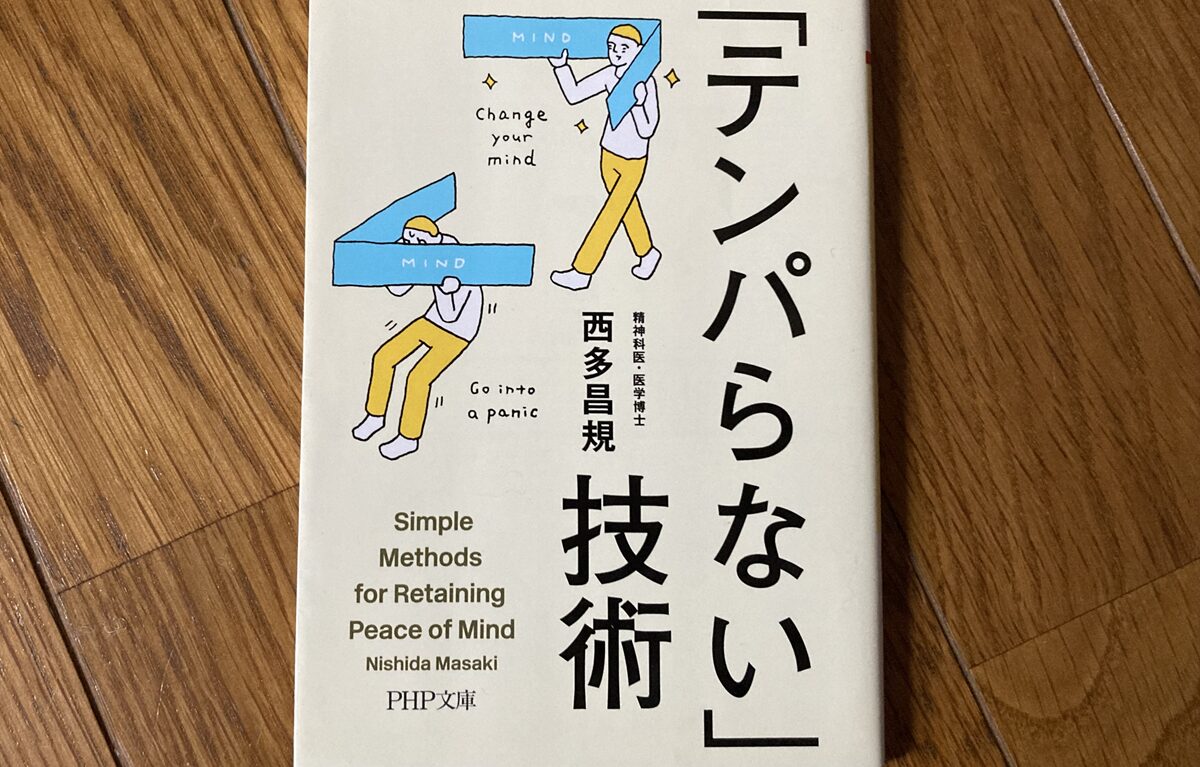 「テンパらない」
技術
精神科医・医学博士
西多昌規
MIND
Change
your
mind
MIND
Go into
a panic
Simple
Methods
for Retaining
Peace of Mind
Nishida Masaki
PHP文庫